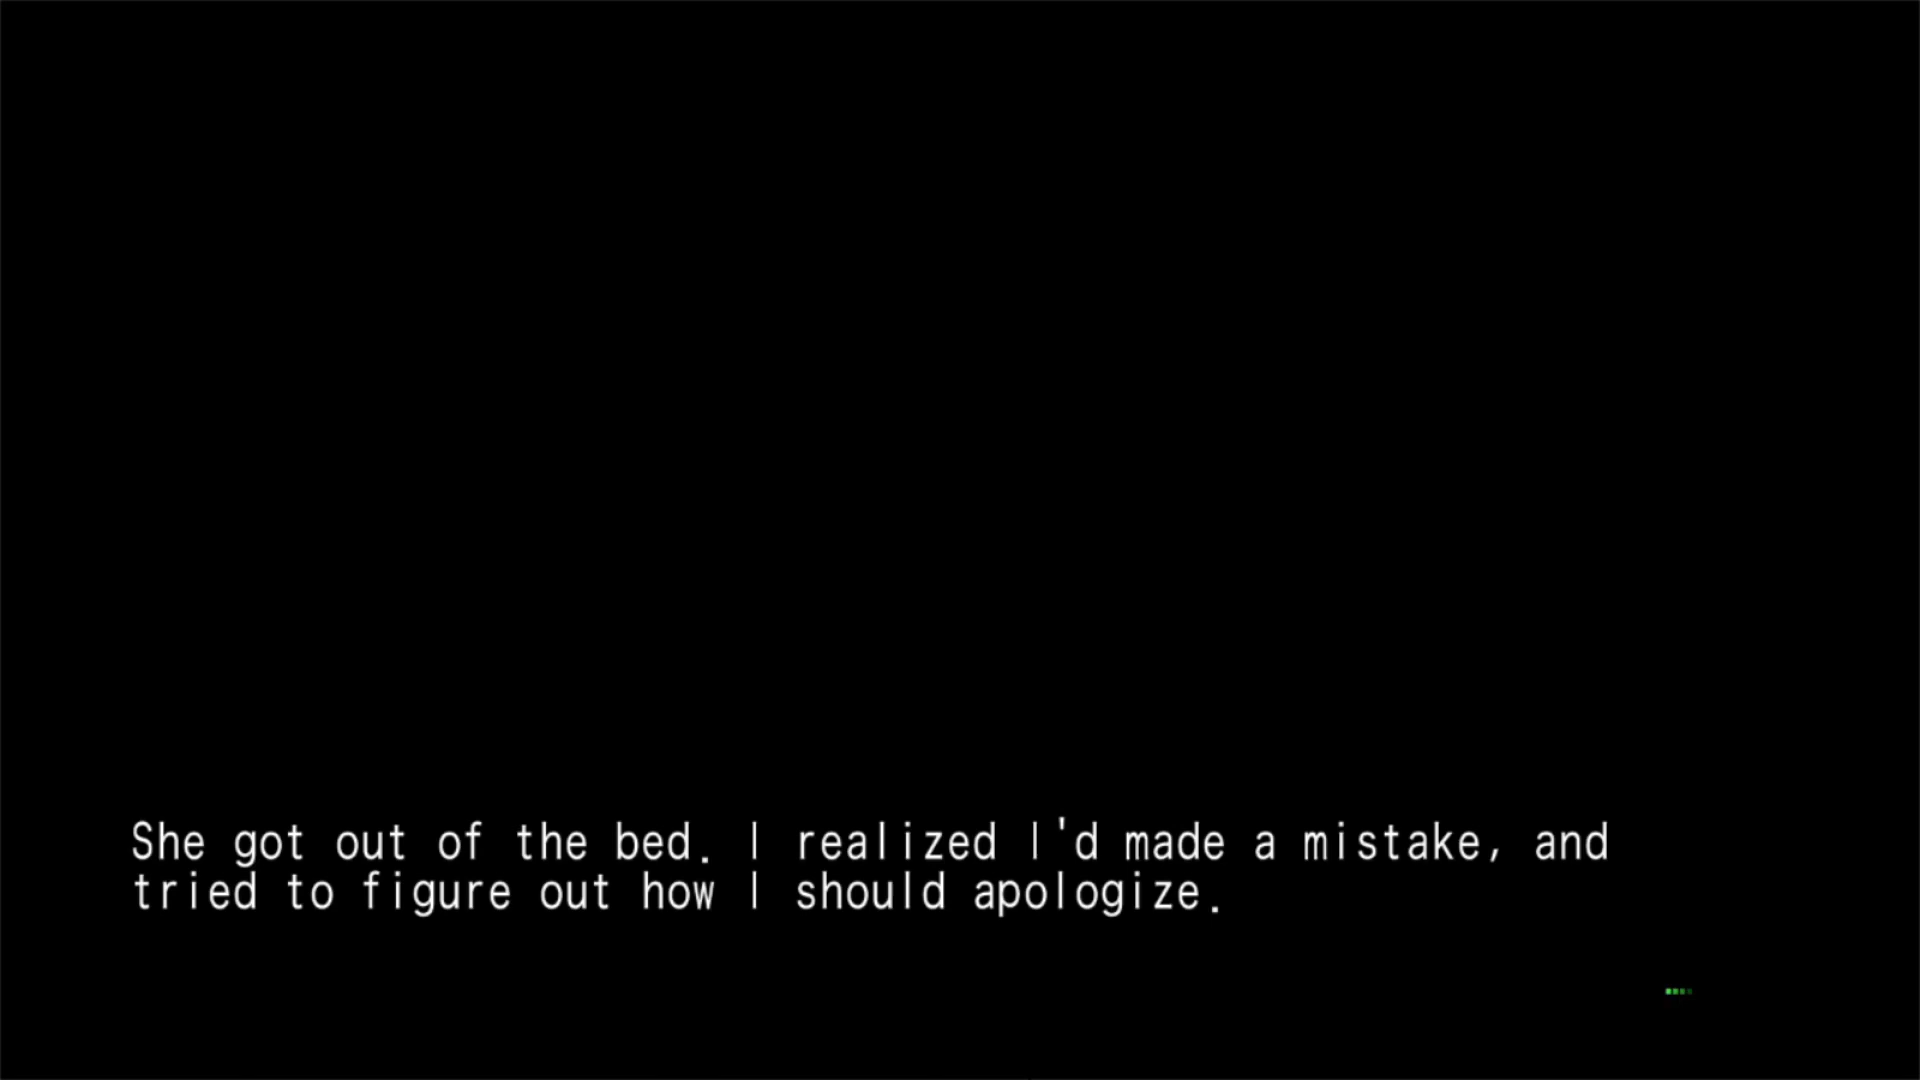 She got out of the bed. I realized I'd made a mistake, and
tried to figure out how I should apologize.